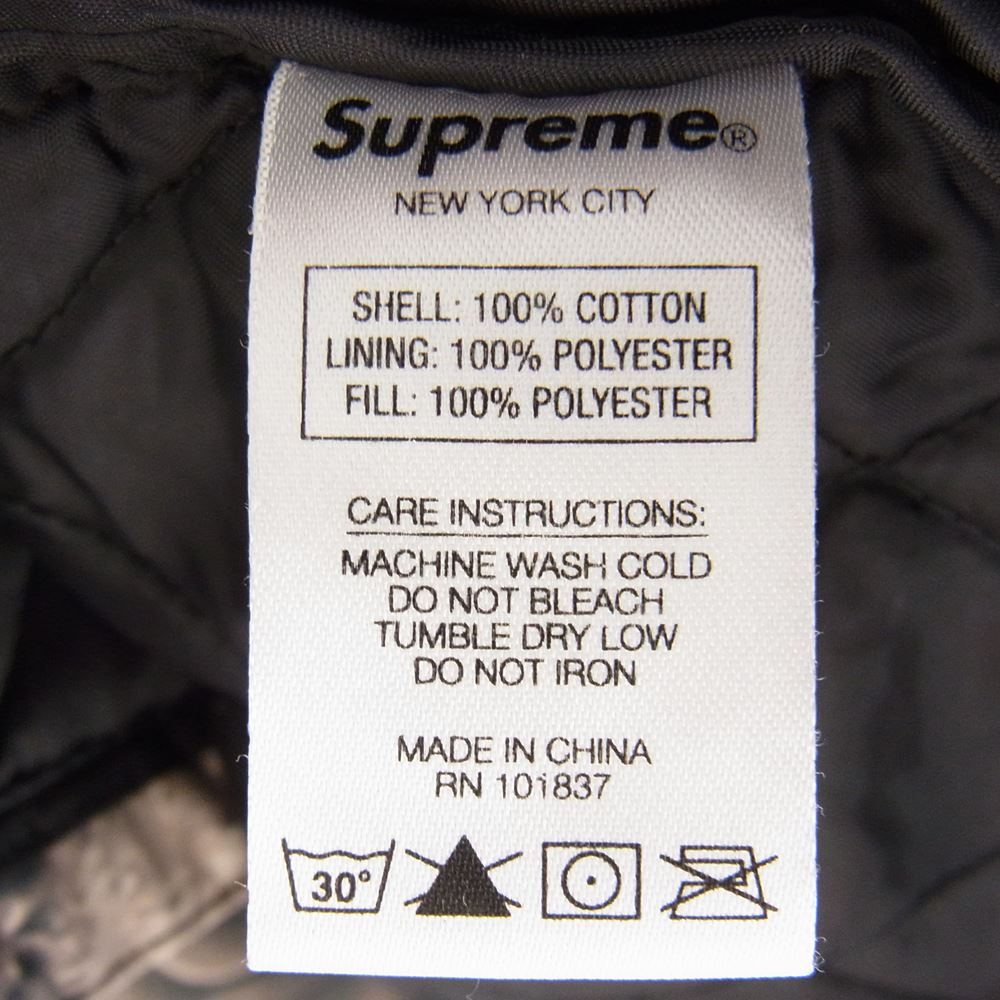 Supreme®
NEW YORK CITY
SHELL: 100% COTTON
LINING: 100% POLYESTER
FILL: 100% POLYESTER
CARE INSTRUCTIONS:
MACHINE WASH COLD
DO NOT BLEACH
TUMBLE DRY LOW
DO NOT IRON
MADE IN CHINA
RN 101837
30°